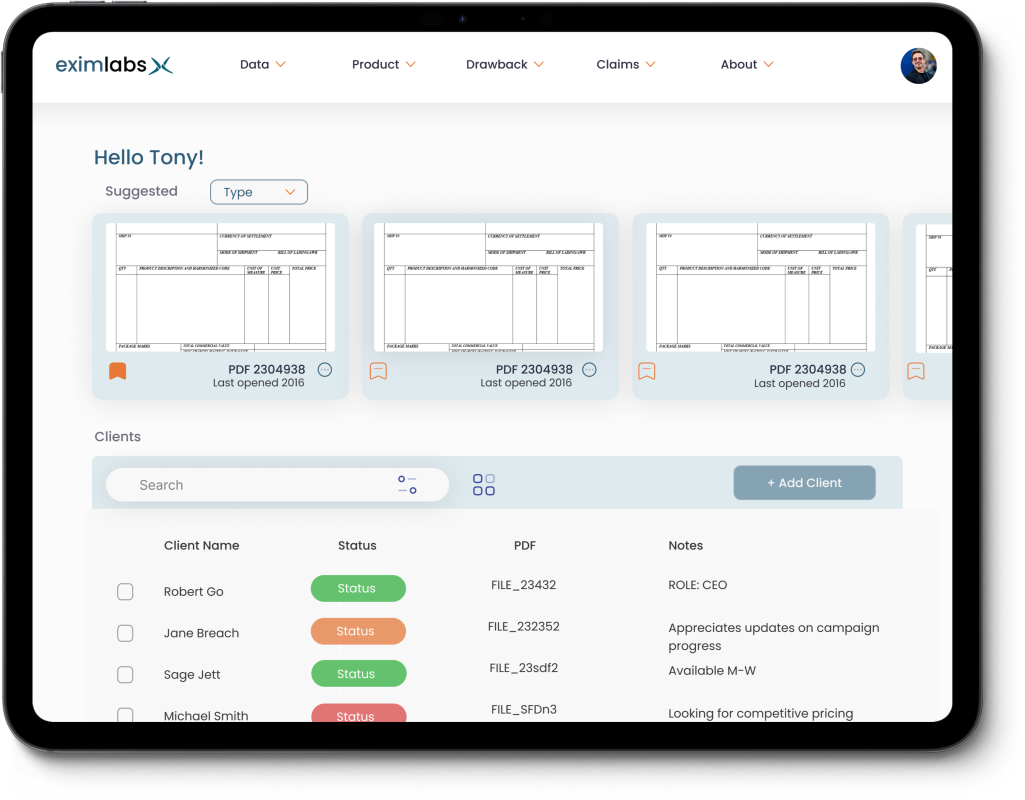 eximlabs
Data Product Drawback Claims About
Hello Tony!
Suggested Type
SHIP TO CURRENCY OF SETTLEMENT
MODE OF SHIPMENT BILL OF LADING/AWB
QTY PRODUCT DESCRIPTION AND HARMONIZED CODE UNIT OF MEASURE UNIT PRICE TOTAL PRICE
PACKAGE MARKS TOTAL COMMERCIAL VALUE
PDF 2304938
Last opened 2016
SHIP TO CURRENCY OF SETTLEMENT
MODE OF SHIPMENT BILL OF LADING/AWB
QTY PRODUCT DESCRIPTION AND HARMONIZED CODE UNIT OF MEASURE UNIT PRICE TOTAL PRICE
PACKAGE MARKS TOTAL COMMERCIAL VALUE
PDF 2304938
Last opened 2016
SHIP TO CURRENCY OF SETTLEMENT
MODE OF SHIPMENT BILL OF LADING/AWB
QTY PRODUCT DESCRIPTION AND HARMONIZED CODE UNIT OF MEASURE UNIT PRICE TOTAL PRICE
PACKAGE MARKS TOTAL COMMERCIAL VALUE
PDF 2304938
Last opened 2016
SHIP TO
QTY
Clients
Search + Add Client
Client Name Status PDF Notes
Robert Go Status FILE_23432 ROLE: CEO
Jane Breach Status FILE_232352 Appreciates updates on campaign
progress
Sage Jett Status FILE_23sdf2 Available M-W
Michael Smith Status FILE_SFDn3 Looking for competitive pricing